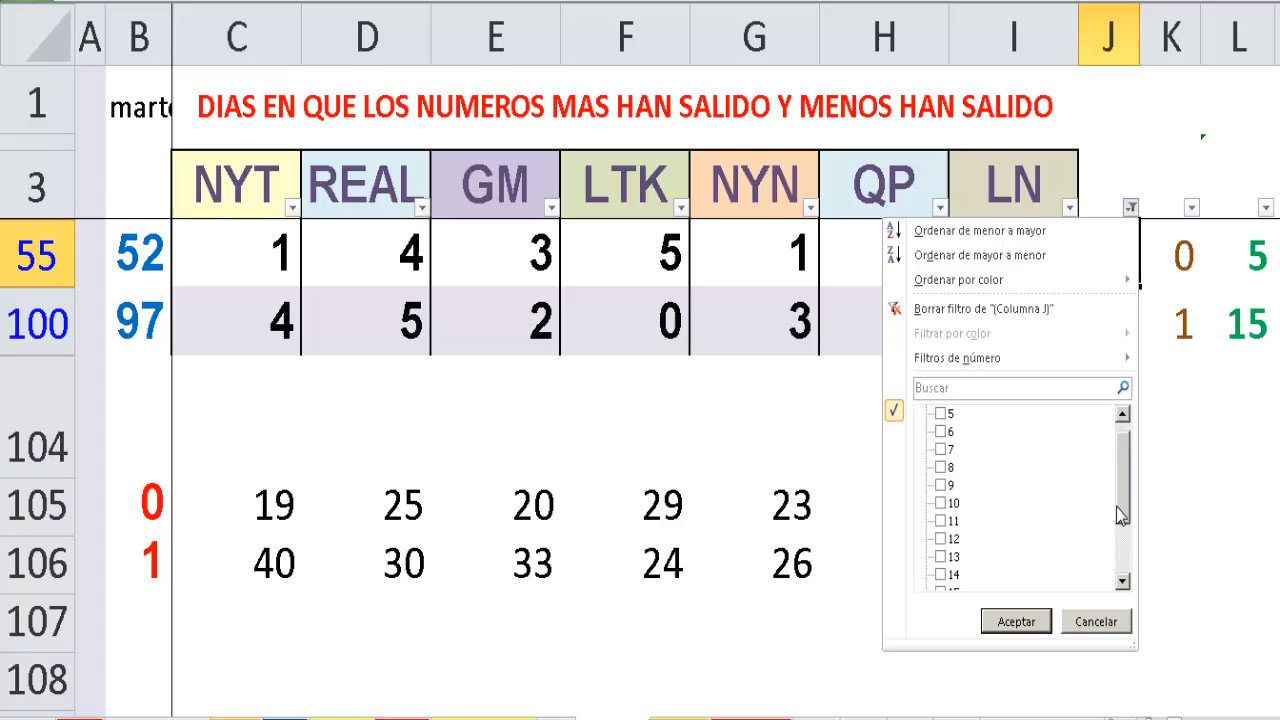 A B C D E F G H I J K L
1 marte DIAS EN QUE LOS NUMEROS MAS HAN SALIDO Y MENOS HAN SALIDO
3 NYT REAL GM LTK NYN QP LN
55 52 1 4 3 5 1 0 5
100 97 4 5 2 0 3 1 15
Ordenar de menor a mayor
Ordenar de mayor a menor
Ordenar por color
Borrar filtro de "(Columna J)"
Filtrar por color
Filtros de número
Buscar
5
6
7
8
9
10
11
12
13
14
Aceptar Cancelar
104
105 0 19 25 20 29 23
106 1 40 30 33 24 26
107
108